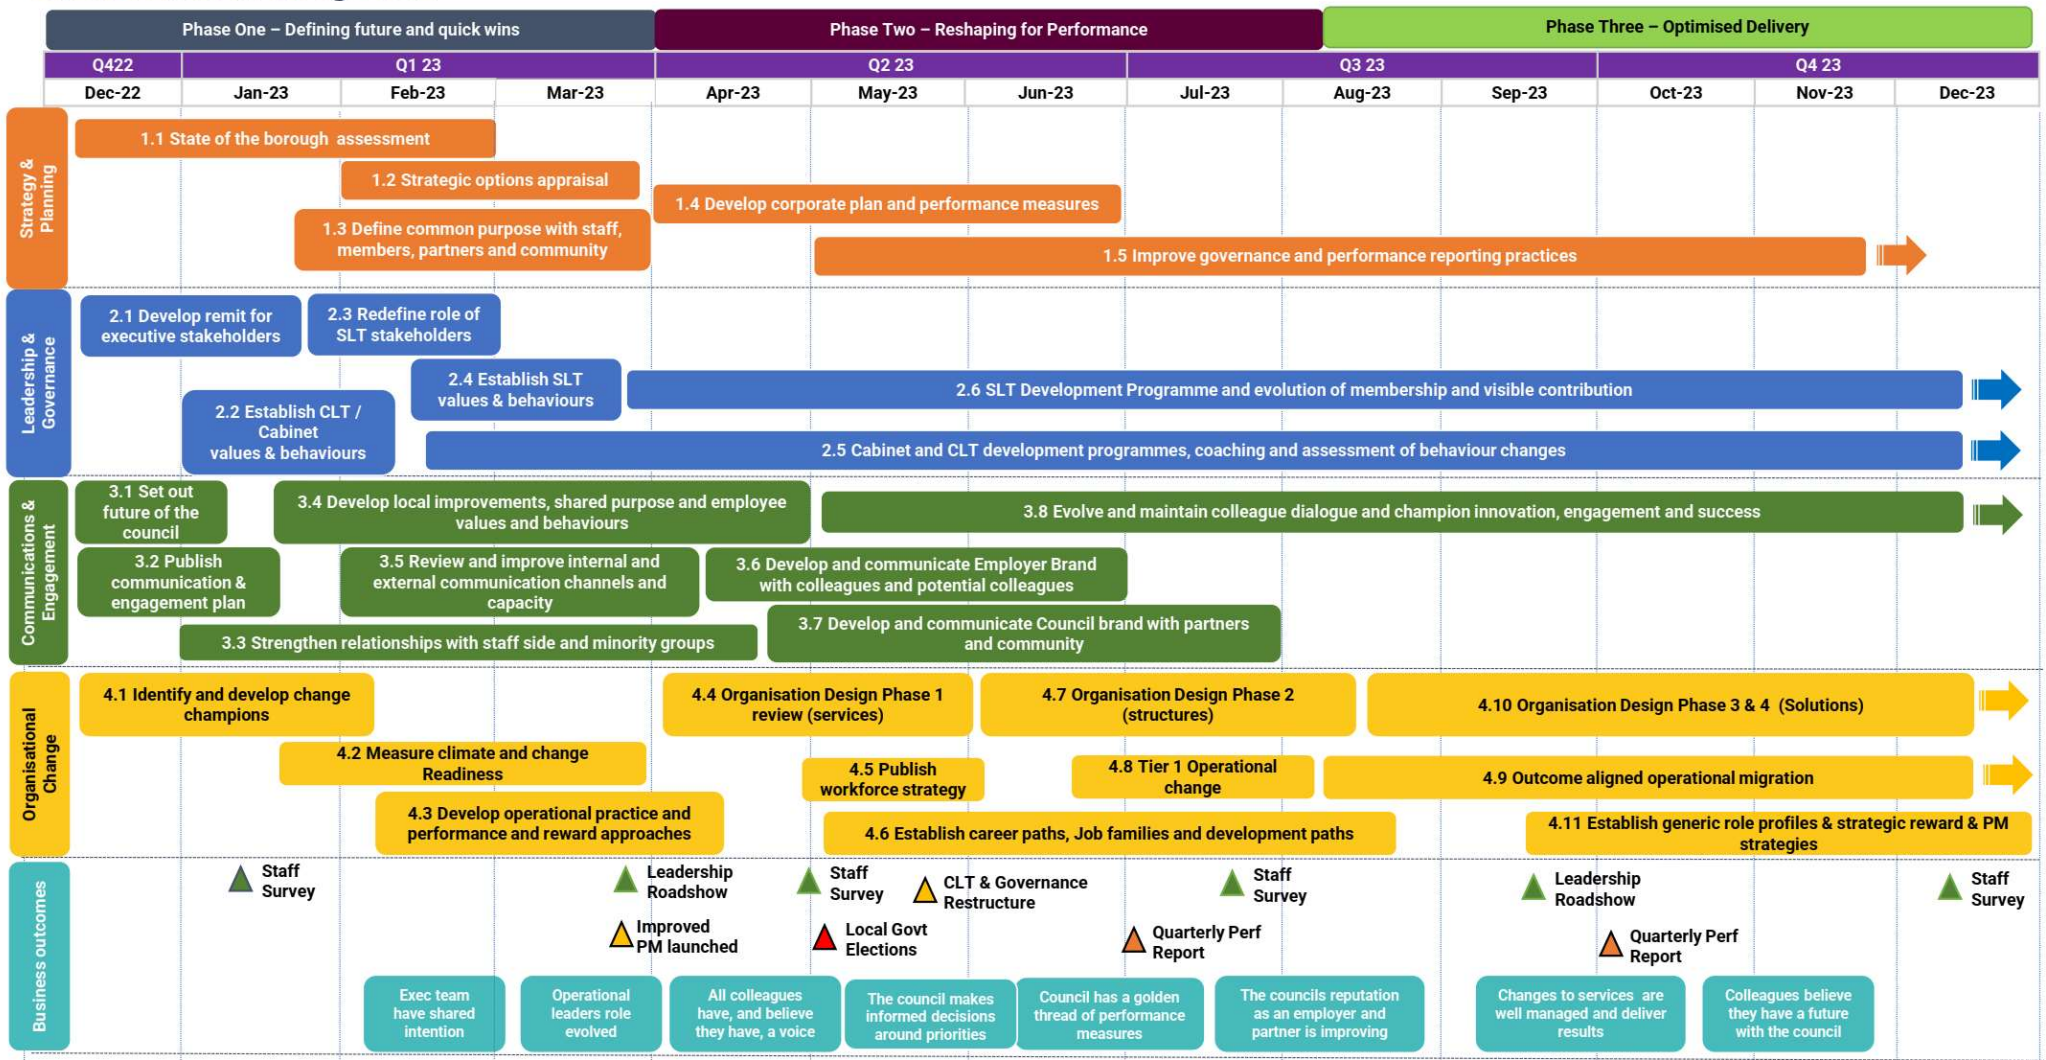 Phase One – Defining future and quick wins
Phase Two – Reshaping for Performance
Phase Three – Optimised Delivery
Q422
Q1 23
Q2 23
Q3 23
Q4 23
Dec-22
Jan-23
Feb-23
Mar-23
Apr-23
May-23
Jun-23
Jul-23
Aug-23
Sep-23
Oct-23
Nov-23
Dec-23
Strategy &
Planning
1.1 State of the borough assessment
1.2 Strategic options appraisal
1.3 Define common purpose with staff,
members, partners and community
1.4 Develop corporate plan and performance measures
1.5 Improve governance and performance reporting practices
Leadership &
Governance
2.1 Develop remit for
executive stakeholders
2.3 Redefine role of
SLT stakeholders
2.4 Establish SLT
values & behaviours
2.6 SLT Development Programme and evolution of membership and visible contribution
2.2 Establish CLT /
Cabinet
values & behaviours
2.5 Cabinet and CLT development programmes, coaching and assessment of behaviour changes
Communications &
Engagement
3.1 Set out
future of the
council
3.4 Develop local improvements, shared purpose and employee
values and behaviours
3.8 Evolve and maintain colleague dialogue and champion innovation, engagement and success
3.2 Publish
communication &
engagement plan
3.5 Review and improve internal and
external communication channels and
capacity
3.6 Develop and communicate Employer Brand
with colleagues and potential colleagues
3.3 Strengthen relationships with staff side and minority groups
3.7 Develop and communicate Council brand with partners
and community
Organisational
Change
4.1 Identify and develop change
champions
4.4 Organisation Design Phase 1
review (services)
4.7 Organisation Design Phase 2
(structures)
4.10 Organisation Design Phase 3 & 4 (Solutions)
4.2 Measure climate and change
Readiness
4.5 Publish
workforce strategy
4.8 Tier 1 Operational
change
4.9 Outcome aligned operational migration
4.3 Develop operational practice and
performance and reward approaches
4.6 Establish career paths, Job families and development paths
4.11 Establish generic role profiles & strategic reward & PM
strategies
Business outcomes
Staff
Survey
Leadership
Roadshow
Staff
Survey
CLT & Governance
Restructure
Staff
Survey
Leadership
Roadshow
Staff
Survey
Improved
PM launched
Local Govt
Elections
Quarterly Perf
Report
Quarterly Perf
Report
Exec team
have shared
intention
Operational
leaders role
evolved
All colleagues
have, and believe
they have, a voice
The council makes
informed decisions
around priorities
Council has a golden
thread of performance
measures
The councils reputation
as an employer and
partner is improving
Changes to services are
well managed and deliver
results
Colleagues believe
they have a future
with the council